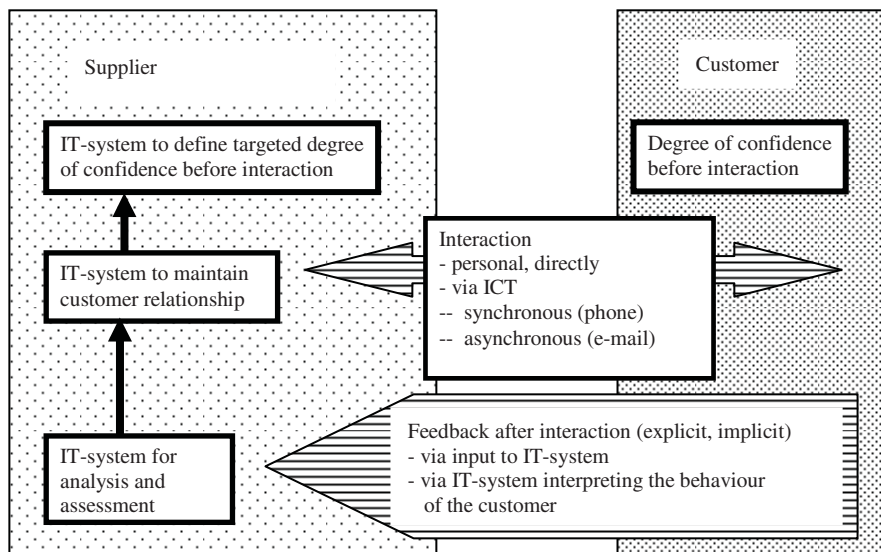 Supplier
Customer
IT-system to define targeted degree
of confidence before interaction
Degree of confidence
before interaction
IT-system to maintain
customer relationship
Interaction
- personal, directly
- via ICT
-- synchronous (phone)
-- asynchronous (e-mail)
IT-system for
analysis and
assessment
Feedback after interaction (explicit, implicit)
- via input to IT-system
- via IT-system interpreting the behaviour
of the customer